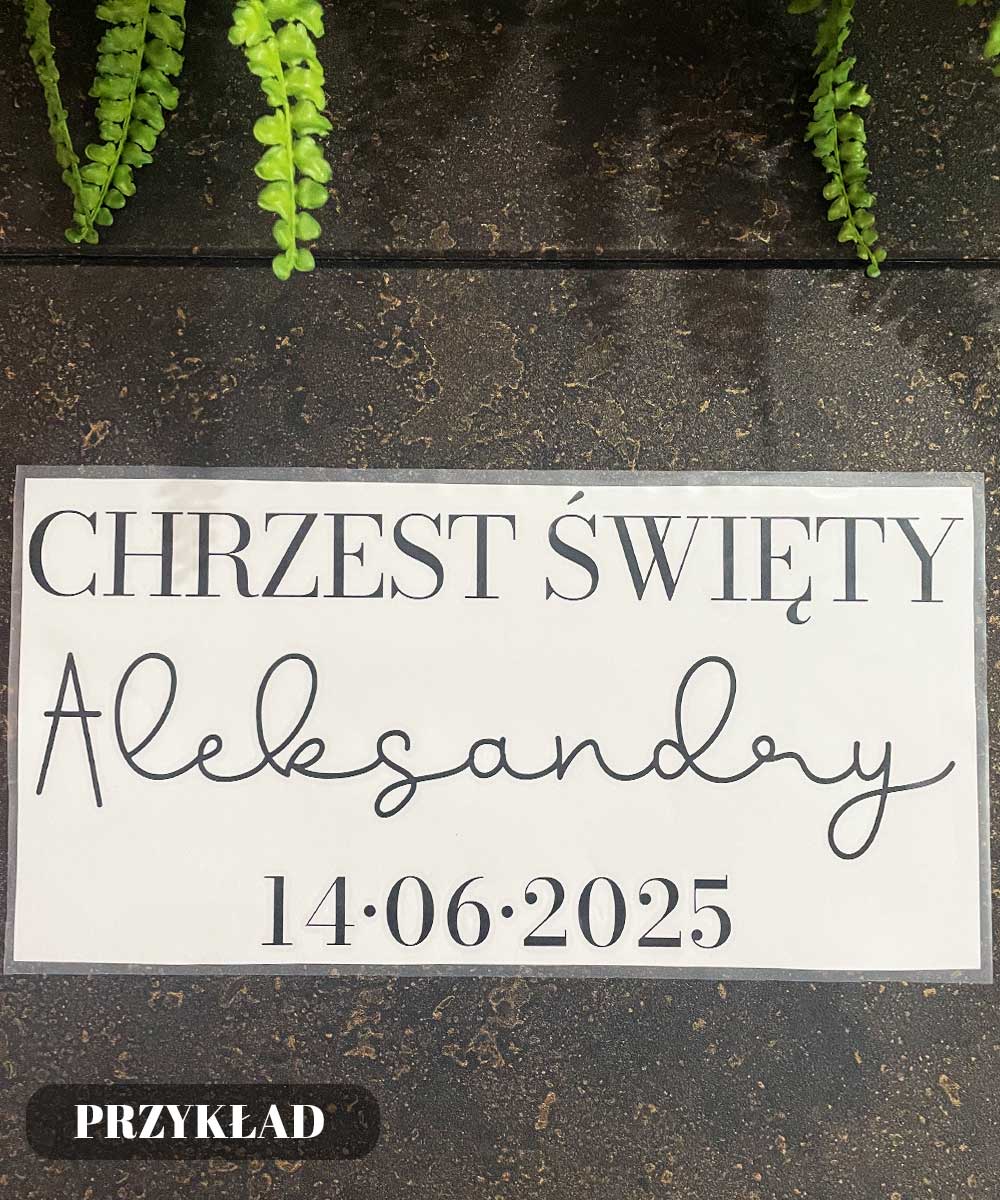 CHRZEST ŚWIĘTY
Aleksandry
14·06·2025
PRZYKŁAD